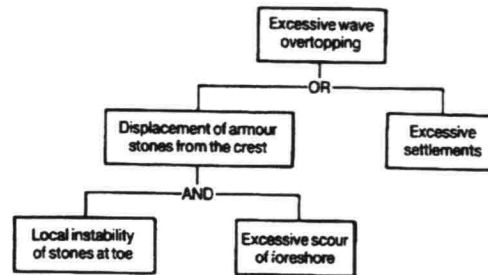 Excessive wave
overtopping
OR
Displacement of armour
stones from the crest
Excessive
settlements
AND
Local instability
of stones at toe
Excessive scour
of foreshore